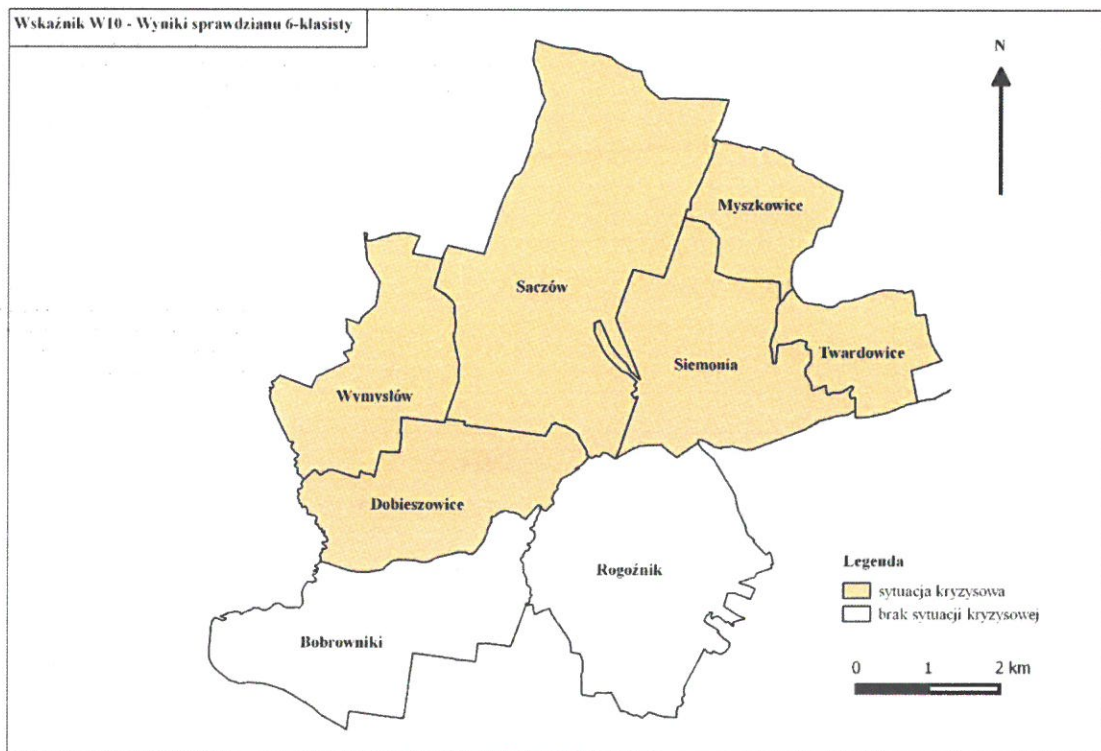 Wskaźnik W10 - Wyniki sprawdzianu 6-klasisty
N
Myszkowice
Saczów
Siemonia
Twardowice
Wymysłów
Dobieszowice
Rogoźnik
Bobrowniki
Legenda
sytuacja kryzysowa
brak sytuacji kryzysowej
0 1 2 km